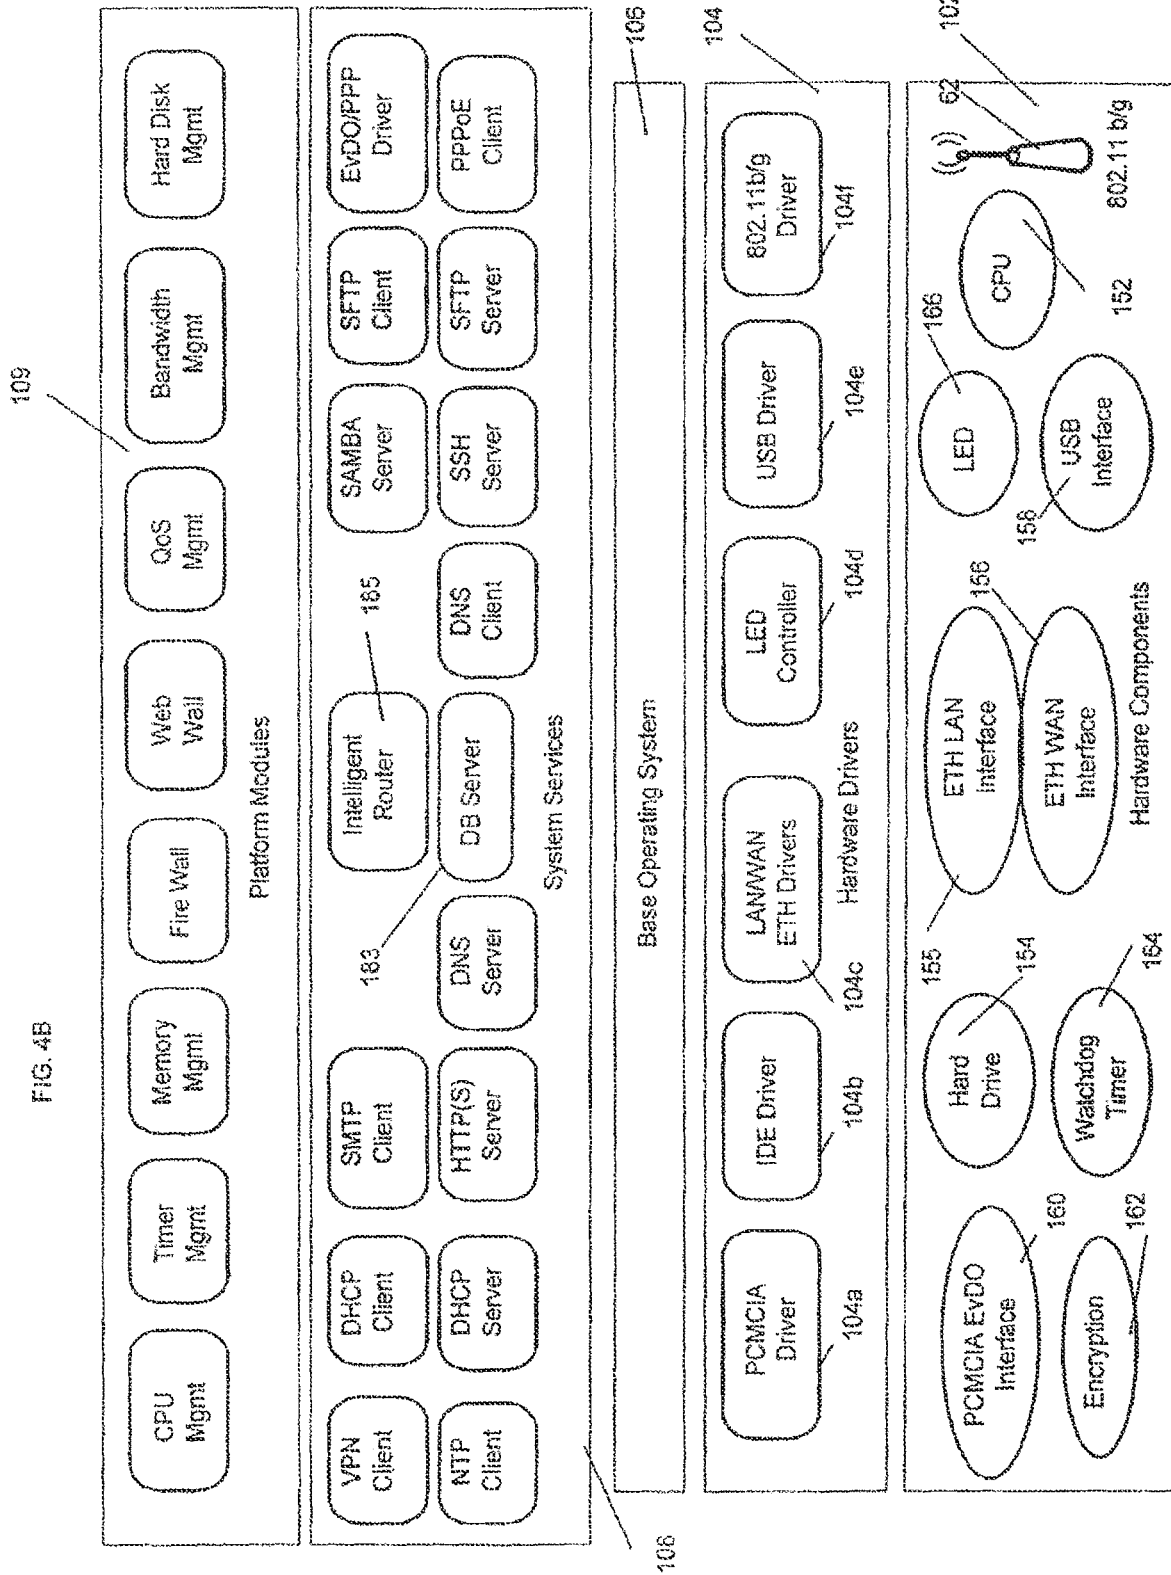 FIG. 4B
109
CPU
Mgmt
Timer
Mgmt
Memory
Mgmt
Fire Wall
Web
Wall
QoS
Mgmt
Bandwidth
Mgmt
Hard Disk
Mgmt
Platform Modules
VPN
Client
DHCP
Client
SMTP
Client
183
Intelligent
Router
185
SAMBA
Server
SFTP
Client
EvDO/PPP
Driver
NTP
Client
DHCP
Server
HTTP(S)
Server
DNS
Server
DB Server
DNS
Client
SSH
Server
SFTP
Server
PPPoE
Client
System Services
108
106
Base Operating System
104
PCMCIA
Driver
IDE Driver
LAN/WAN
ETH Drivers
LED
Controller
USB Driver
802.11b/g
Driver
104a
104b
104c
Hardware Drivers
104d
104e
104f
102
PCMCIA EvDO
Interface
160
Hard
Drive
154
155
ETH LAN
Interface
156
LED
166
CPU
152
62
Encryption
162
Watchdog
Timer
164
ETH WAN
Interface
158
USB
Interface
802.11 b/g
Hardware Components